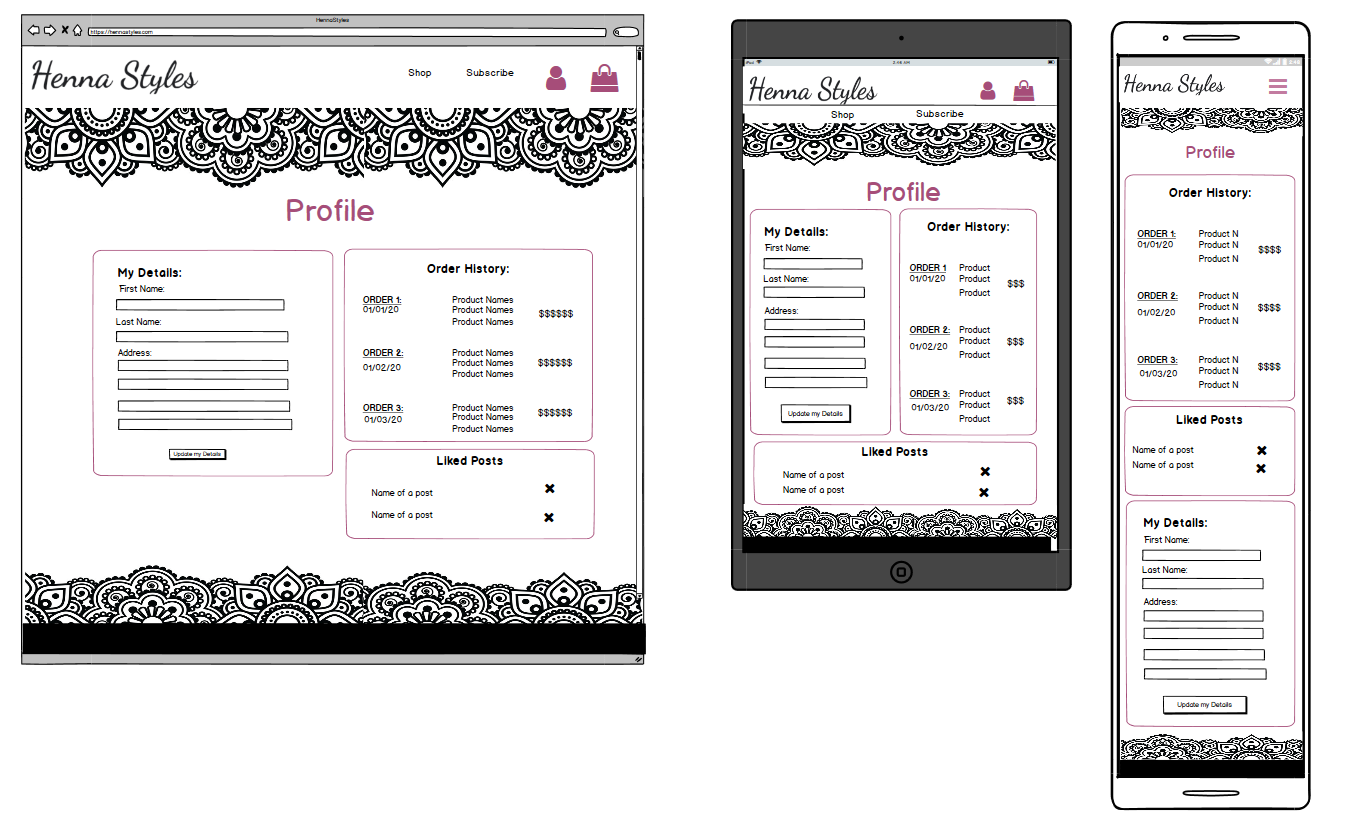 HennaStyles
https://hennastyles.com
Henna Styles
Shop Subscribe
Profile
My Details:
First Name:
Last Name:
Address:
Update my Details
Order History:
ORDER 1: Product Names
01/01/20 Product Names $$$$$$
Product Names
ORDER 2: Product Names
01/02/20 Product Names $$$$$$
Product Names
ORDER 3: Product Names
01/03/20 Product Names $$$$$$
Product Names
Liked Posts
Name of a post
Name of a post
Henna Styles
Shop Subscribe
Profile
My Details:
First Name:
Last Name:
Address:
Update my Details
Order History:
ORDER 1 Product
01/01/20 Product $$$
Product
ORDER 2: Product
01/02/20 Product $$$
Product
ORDER 3: Product
01/03/20 Product $$$
Product
Liked Posts
Name of a post
Name of a post
Henna Styles
Profile
Order History:
ORDER 1: Product N
01/01/20 Product N $$$$
Product N
ORDER 2: Product N
01/02/20 Product N $$$$
Product N
ORDER 3: Product N
01/03/20 Product N $$$$
Product N
Liked Posts
Name of a post
Name of a post
My Details:
First Name:
Last Name:
Address:
Update my Details